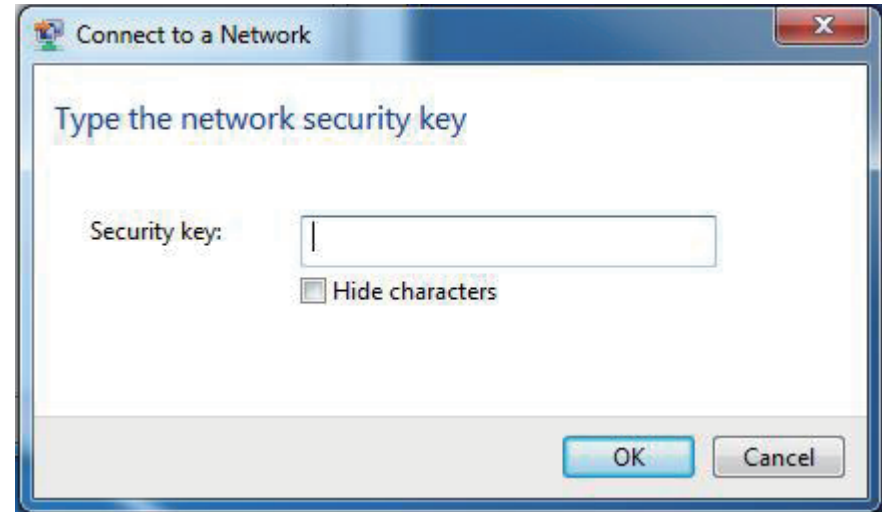 Connect to a Network
Type the network security key
Security key:
Hide characters
OK
Cancel